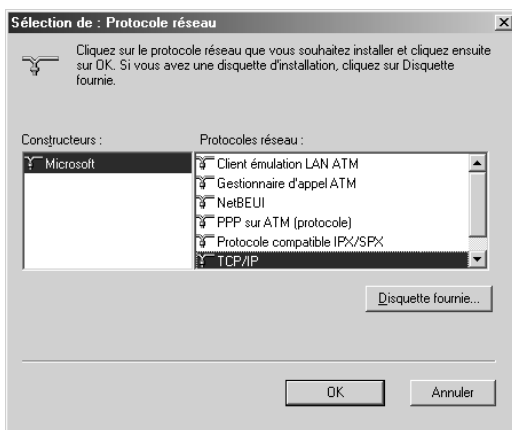 Sélection de : Protocole réseau
Cliquez sur le protocole réseau que vous souhaitez installer et cliquez ensuite
sur OK. Si vous avez une disquette d'installation, cliquez sur Disquette
fournie.
Constructeurs :
Protocoles réseau :
Microsoft
Client émulation LAN ATM
Gestionnaire d'appel ATM
NetBEUI
PPP sur ATM (protocole)
Protocole compatible IPX/SPX
TCP/IP
Disquette fournie...
OK
Annuler